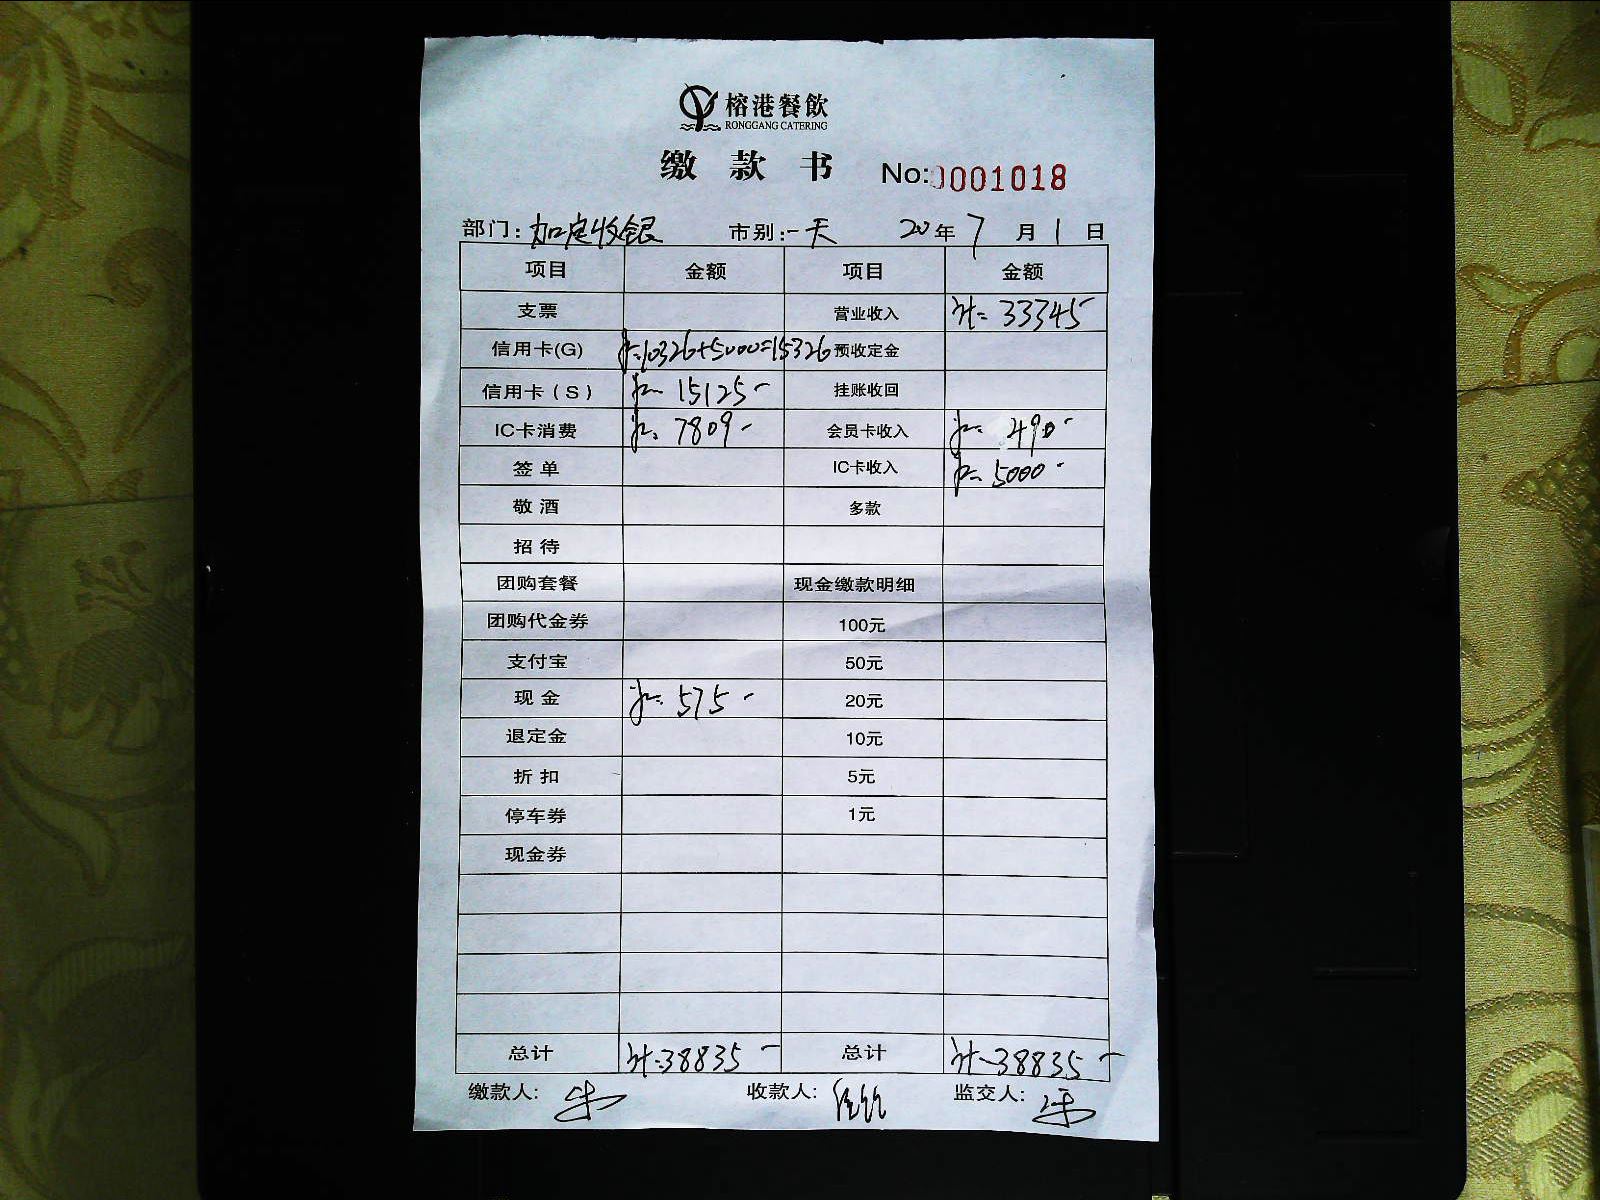 榕港餐飲
RONGGANG CATERING
缴款书 No:0001018
部门: 加定收银 市别:一天 20年7月1日
项目 金额 项目 金额
支票 营业收入 计: 33345
信用卡(G) 10326+5000=15326 预收定金
信用卡(S) 15125- 挂账收回
IC卡消费 7809- 会员卡收入 490-
签单 IC卡收入 5000-
敬酒 多款
招待
团购套餐 现金缴款明细
团购代金券 100元
支付宝 50元
现金 575- 20元
退定金 10元
折扣 5元
停车券 1元
现金券
总计 计:38835- 总计 计-38835-
缴款人: 收款人: 监交人: